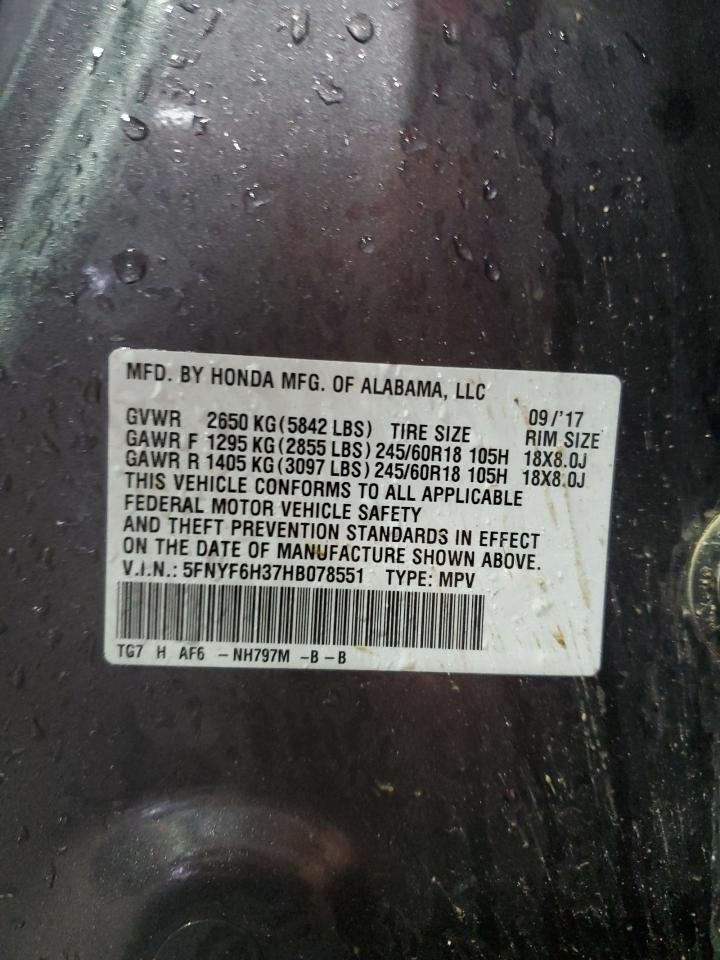 MFD. BY HONDA MFG. OF ALABAMA, LLC
09/'17
GVWR 2650 KG(5842 LBS) TIRE SIZE RIM SIZE
GAWR F 1295 KG(2855 LBS) 245/60R18 105H 18X8.0J
GAWR R 1405 KG(3097 LBS) 245/60R18 105H 18X8.0J
THIS VEHICLE CONFORMS TO ALL APPLICABLE
FEDERAL MOTOR VEHICLE SAFETY
AND THEFT PREVENTION STANDARDS IN EFFECT
ON THE DATE OF MANUFACTURE SHOWN ABOVE.
V.I.N.: 5FNYF6H37HB078551 TYPE: MPV
TG7 H AF6 -NH797M -B-B